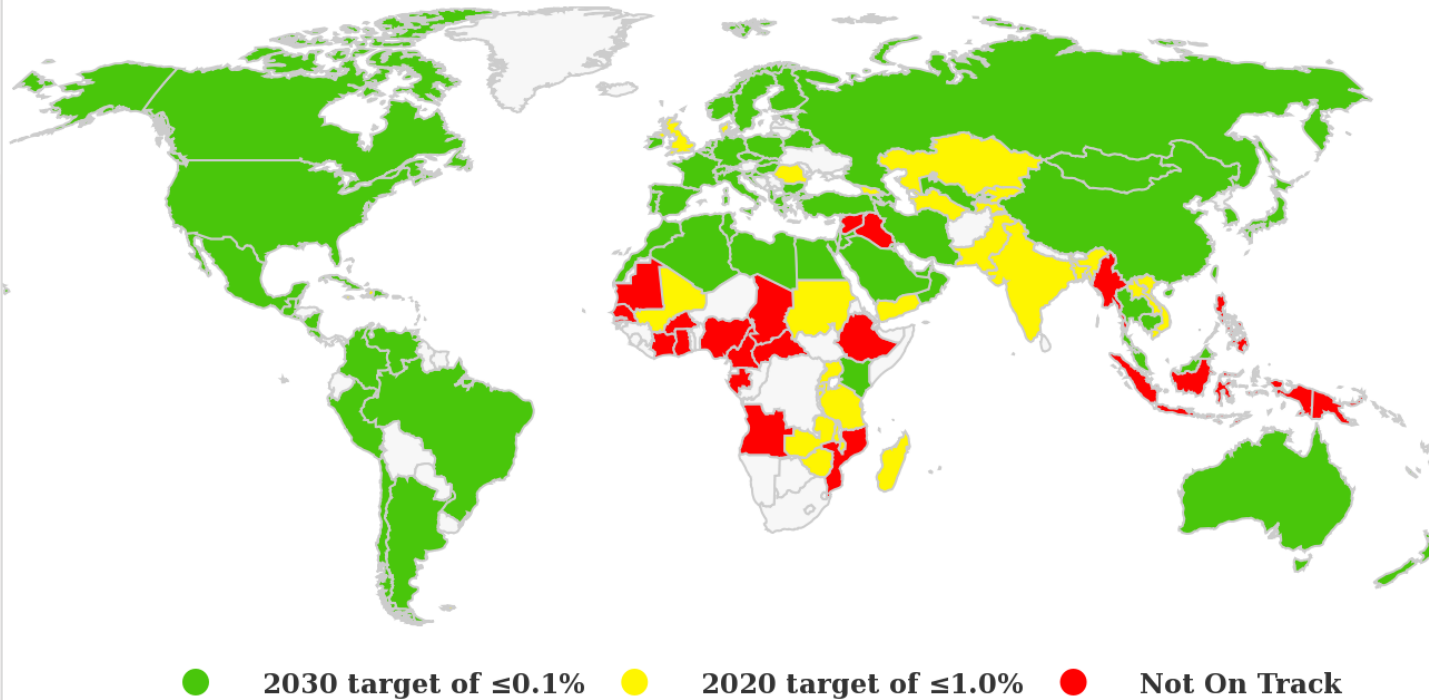 2030 target of ≤0.1% 2020 target of ≤1.0% Not On Track